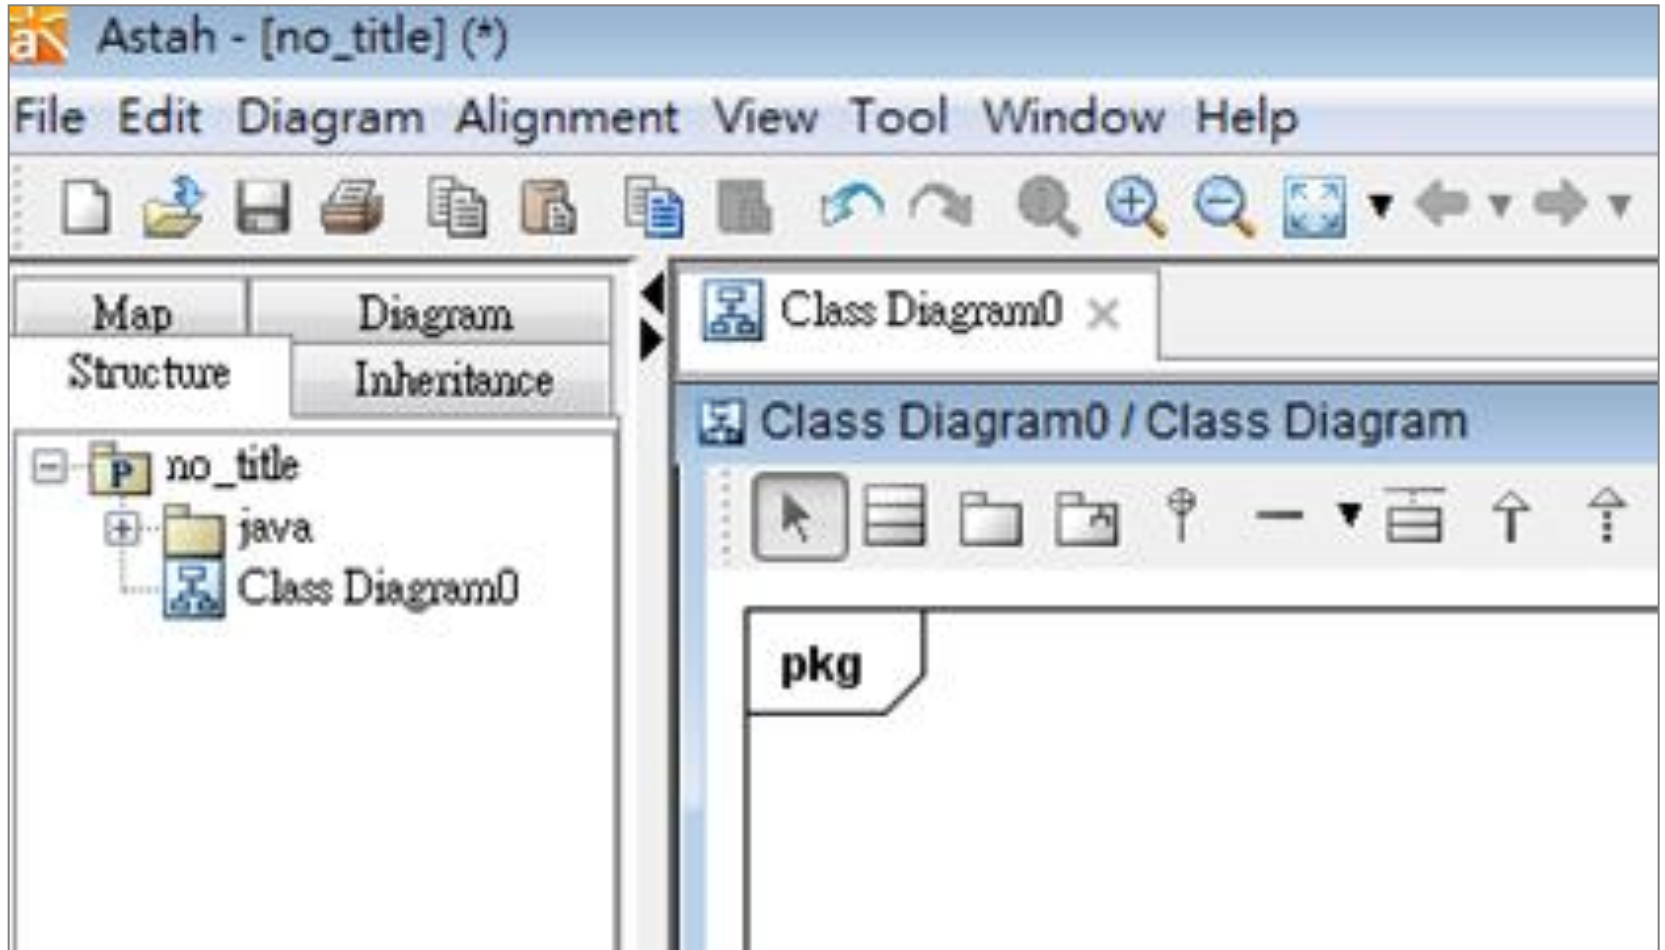 Astah - [no_title] (*)
File Edit Diagram Alignment View Tool Window Help
Map Diagram
Structure Inheritance
no_title
java
Class Diagram0
Class Diagram0
Class Diagram0 / Class Diagram
pkg